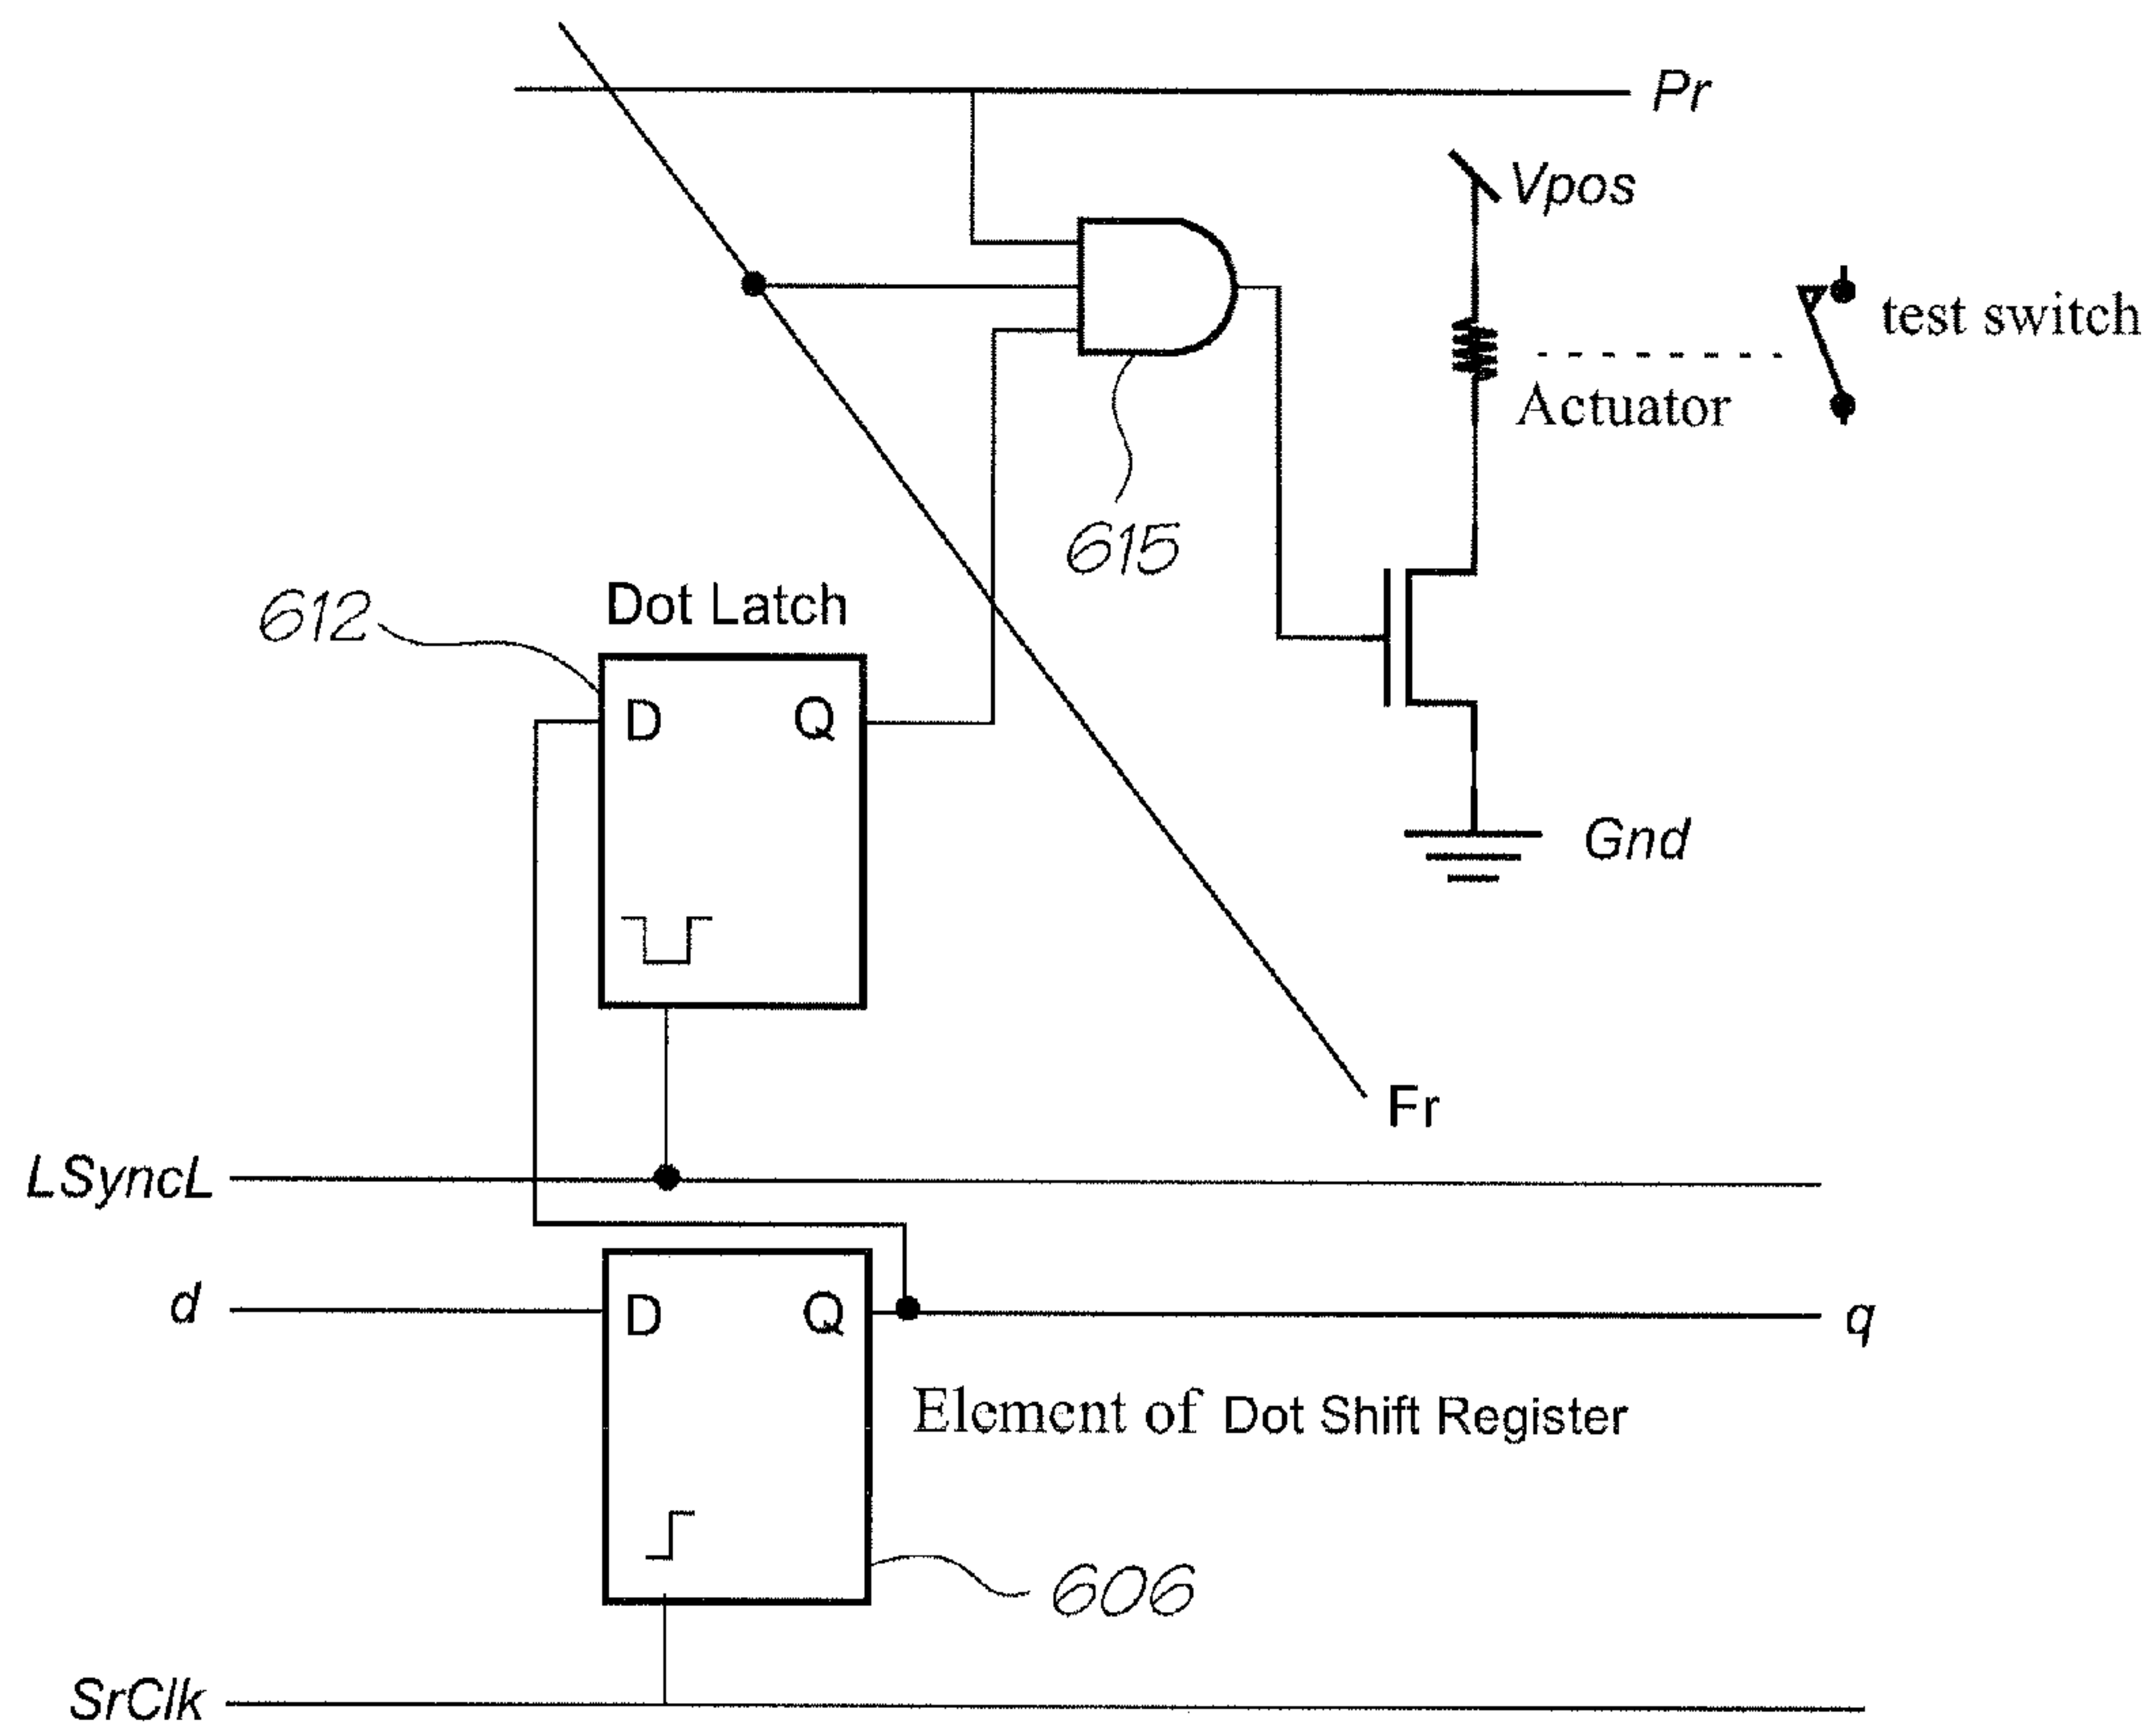 Pr
Vpos
test switch
Actuator
615
612
Dot Latch
D Q
Gnd
Fr
LSyncL
d
D Q
q
Element of Dot Shift Register
606
SrClk